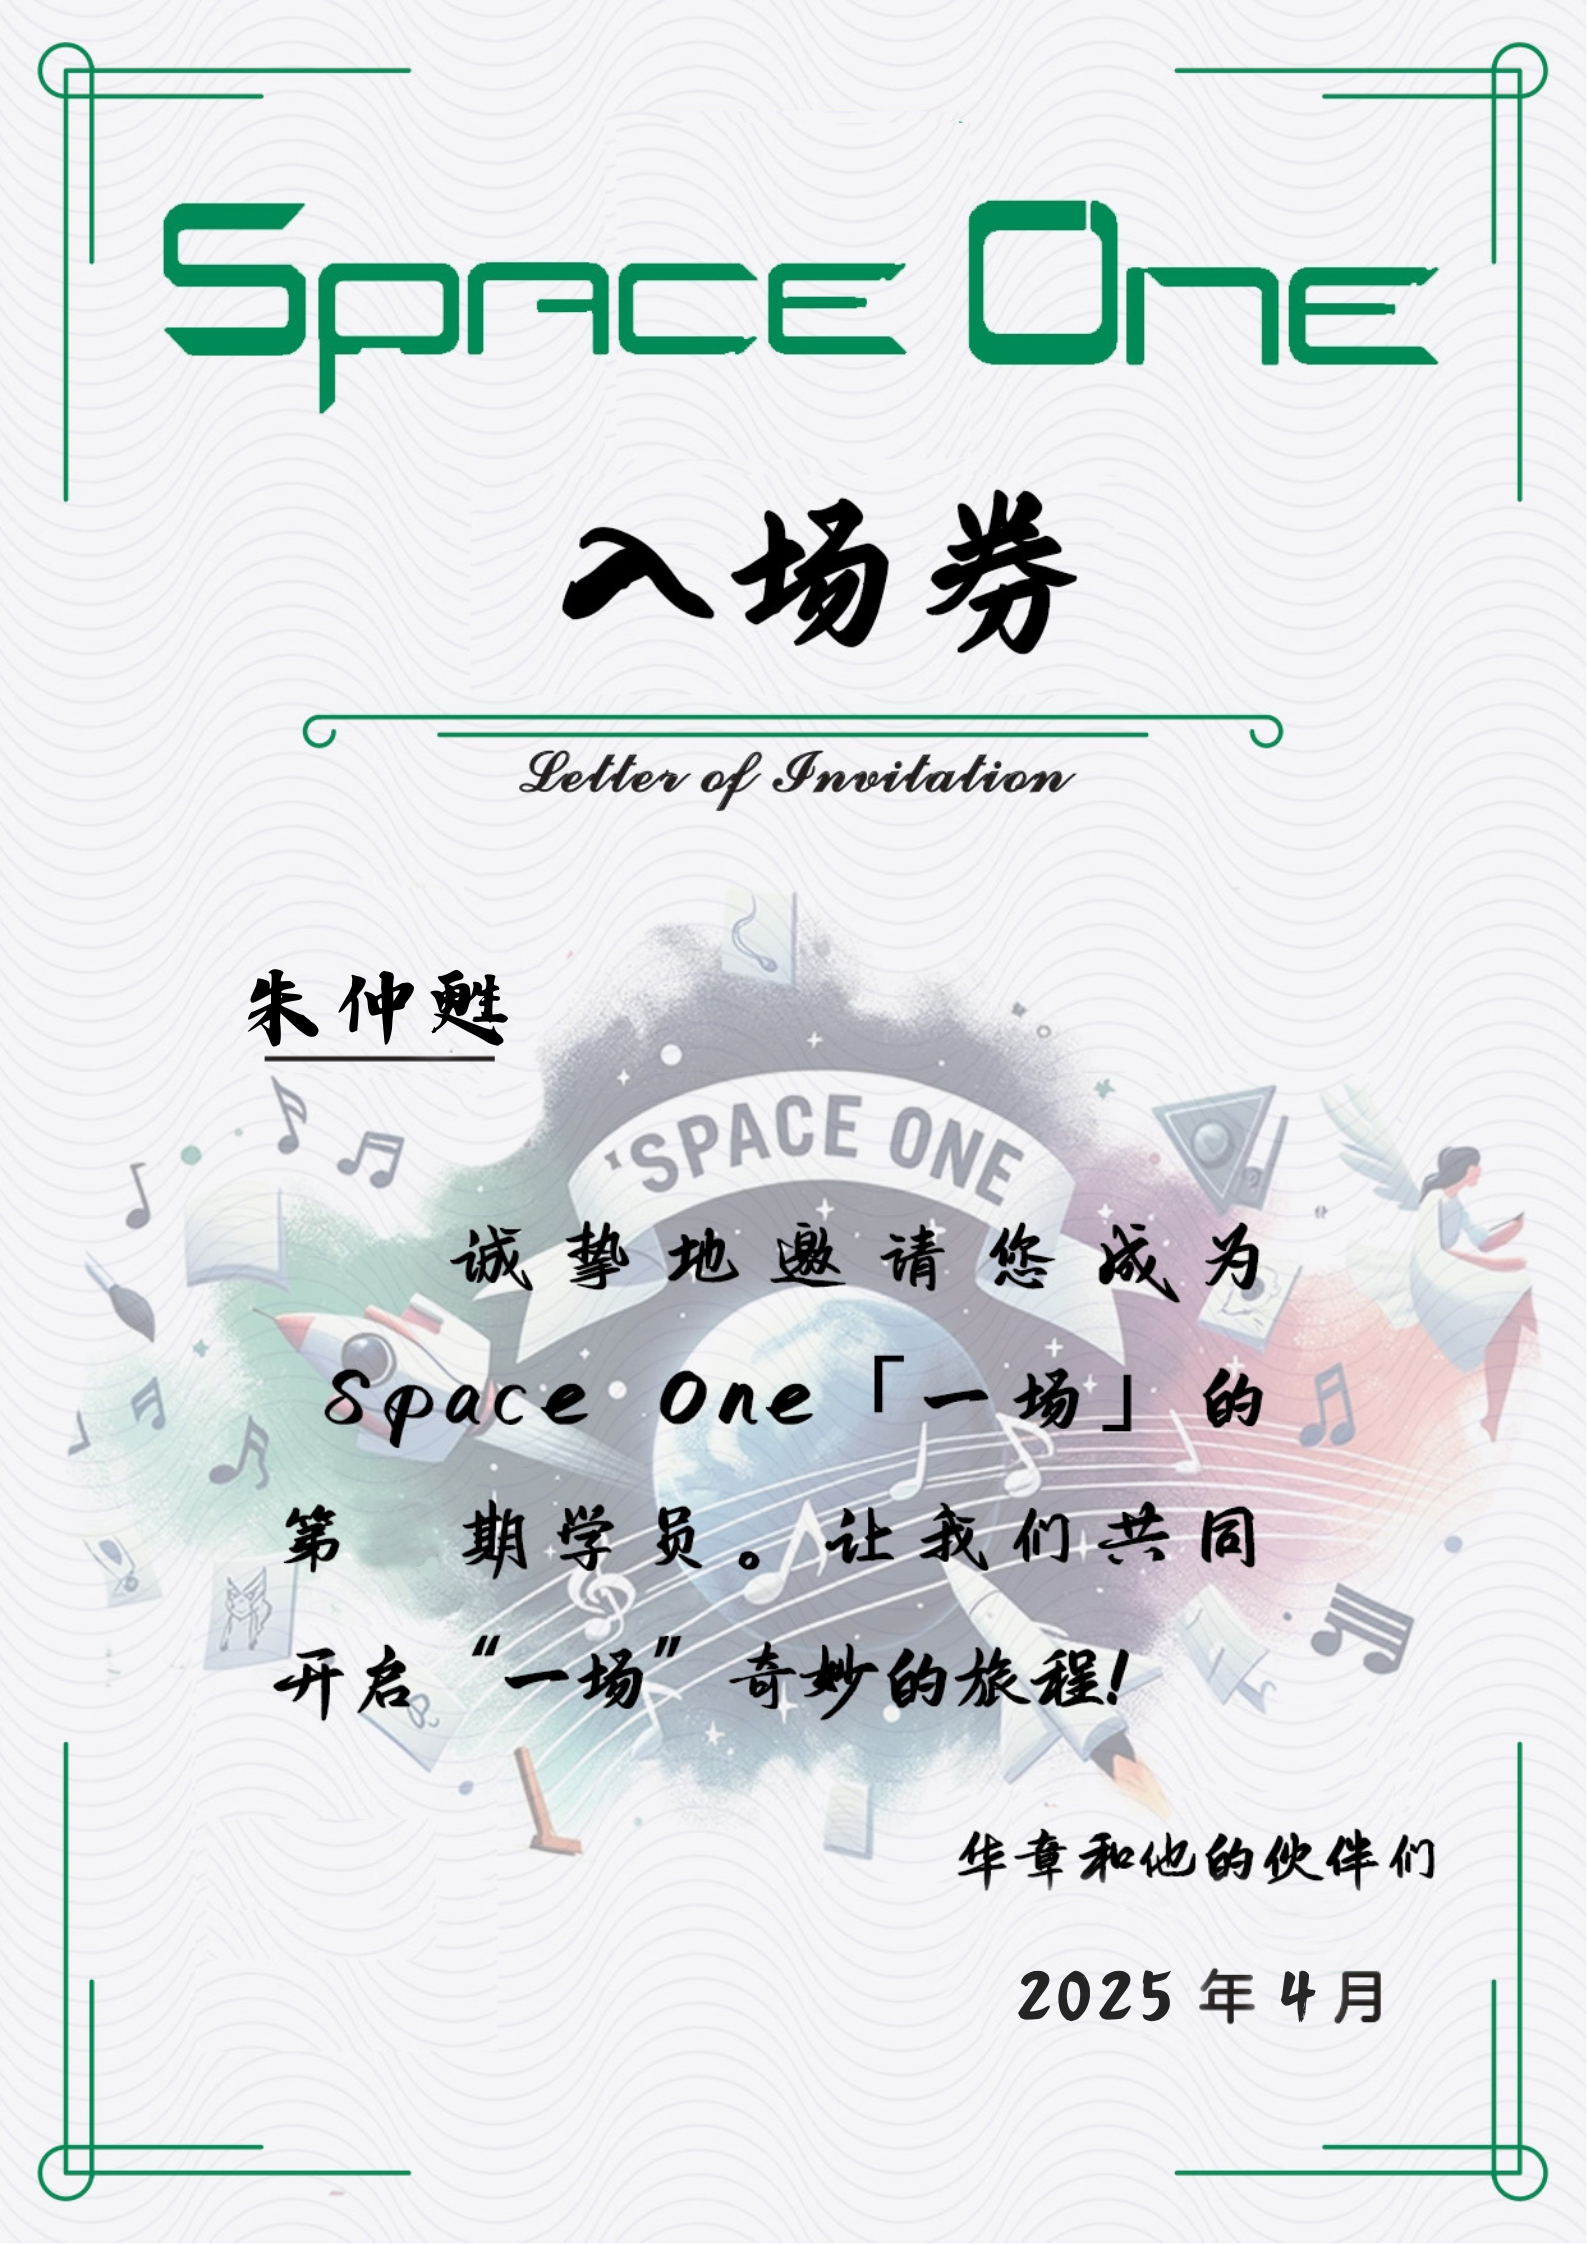 Space One
入场券
Letter of Invitation
朱仲甦
'SPACE ONE
诚挚地邀请您成为
Space One「一场」的
第 期学员。让我们共同
开启“一场”奇妙的旅程!
华章和他的伙伴们
2025 年 4 月